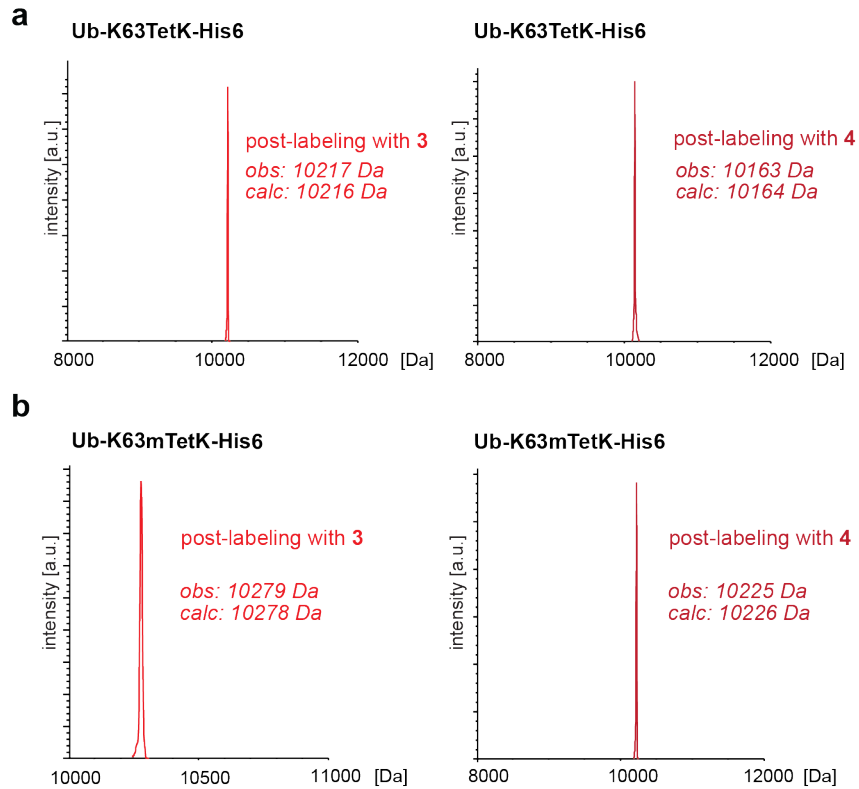 a
Ub-K63TetK-His6
intensity [a.u.]
post-labeling with 3
obs: 10217 Da
calc: 10216 Da
8000 10000 12000 [Da]
Ub-K63TetK-His6
intensity [a.u.]
post-labeling with 4
obs: 10163 Da
calc: 10164 Da
8000 10000 12000 [Da]
b
Ub-K63mTetK-His6
intensity [a.u.]
post-labeling with 3
obs: 10279 Da
calc: 10278 Da
10000 10500 11000 [Da]
Ub-K63mTetK-His6
intensity [a.u.]
post-labeling with 4
obs: 10225 Da
calc: 10226 Da
8000 10000 12000 [Da]